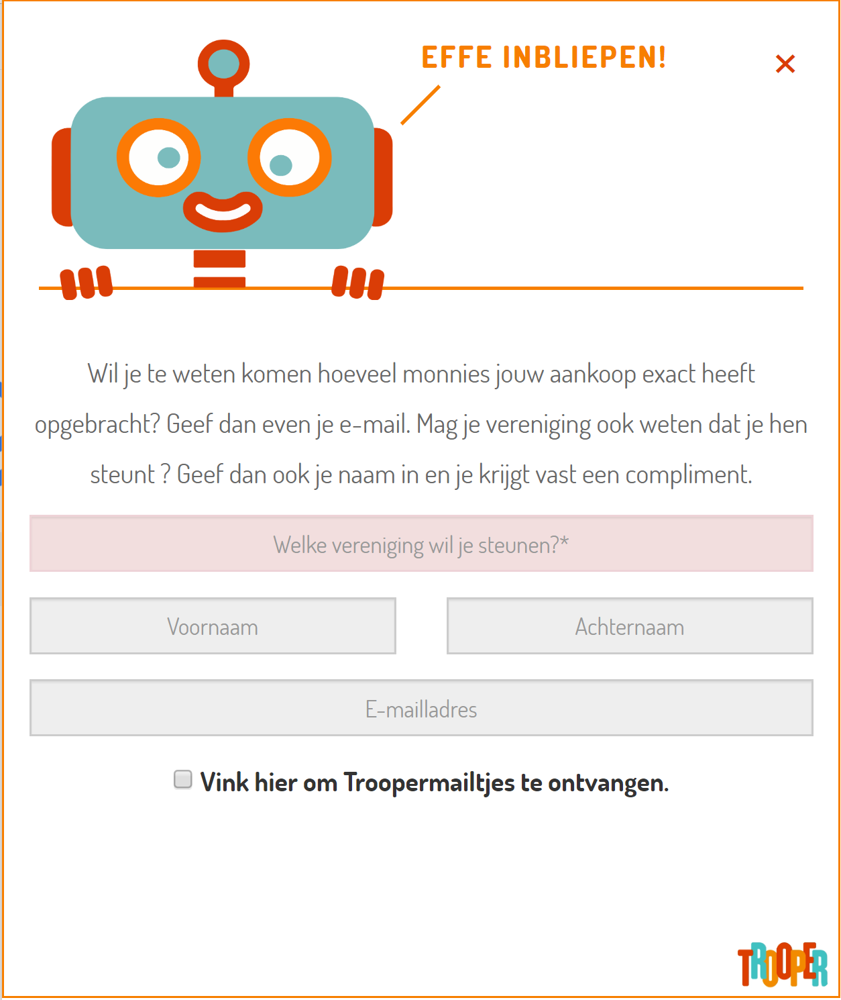 EFFE INBLIEPEN!
Wil je te weten komen hoeveel monnies jouw aankoop exact heeft
opgebracht? Geef dan even je e-mail. Mag je vereniging ook weten dat je hen
steunt ? Geef dan ook je naam in en je krijgt vast een compliment.
Welke vereniging wil je steunen?*
Voornaam
Achternaam
E-mailladres
Vink hier om Troopermailtjes te ontvangen.
TROOPER